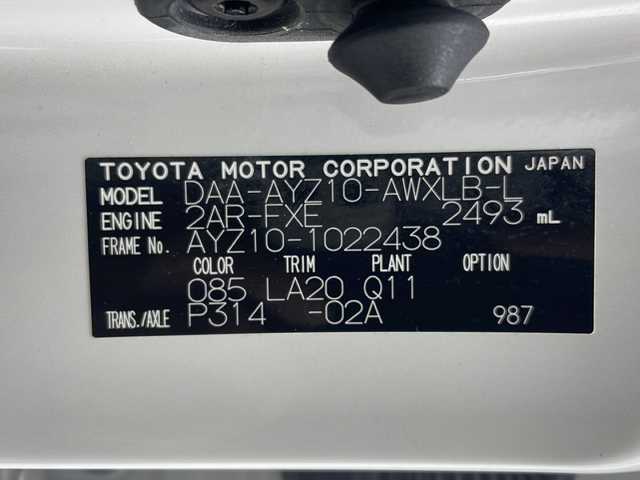 TOYOTA MOTOR CORPORATION JAPAN
MODEL DAA-AYZ10-AWXLB-L
ENGINE 2AR-FXE 2493 mL
FRAME No. AYZ10-1022438
COLOR TRIM PLANT OPTION
085 LA20 Q11
TRANS./AXLE P314 -02A 987